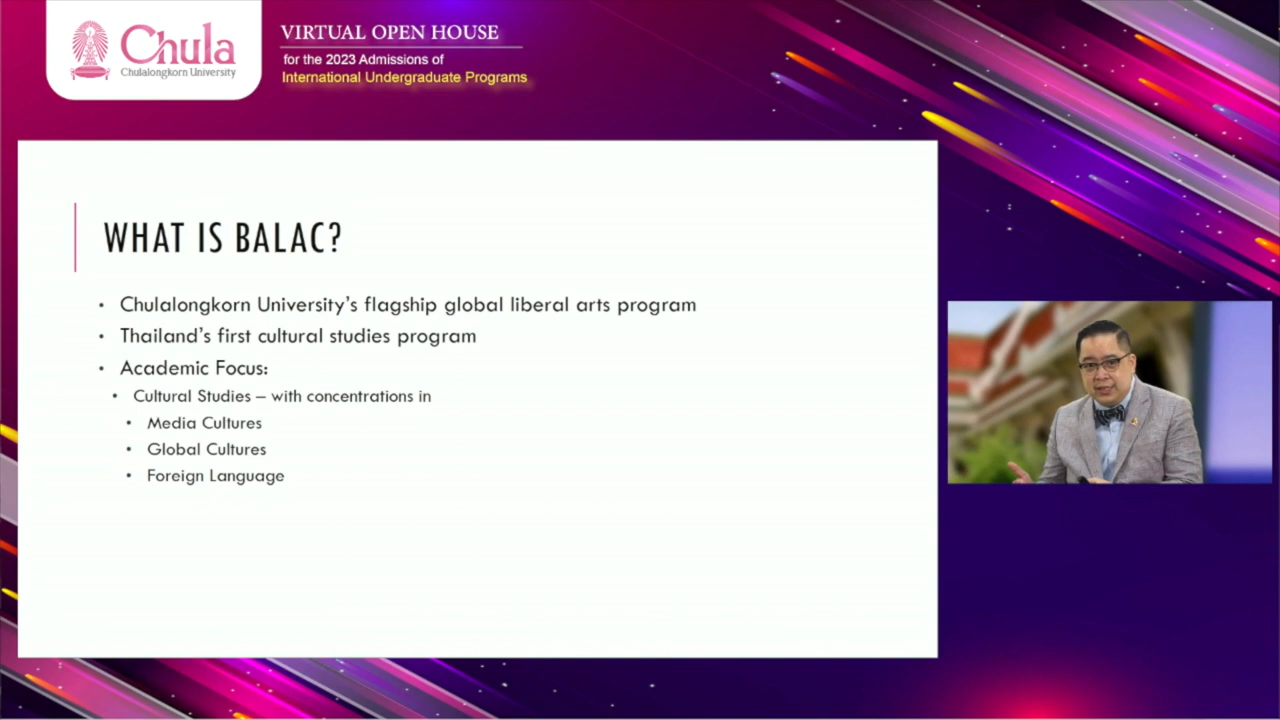 Chula
Chulalongkorn University
VIRTUAL OPEN HOUSE
for the 2023 Admissions of
International Undergraduate Programs
WHAT IS BALAC?
• Chulalongkorn University's flagship global liberal arts program
• Thailand's first cultural studies program
• Academic Focus:
• Cultural Studies – with concentrations in
• Media Cultures
• Global Cultures
• Foreign Language